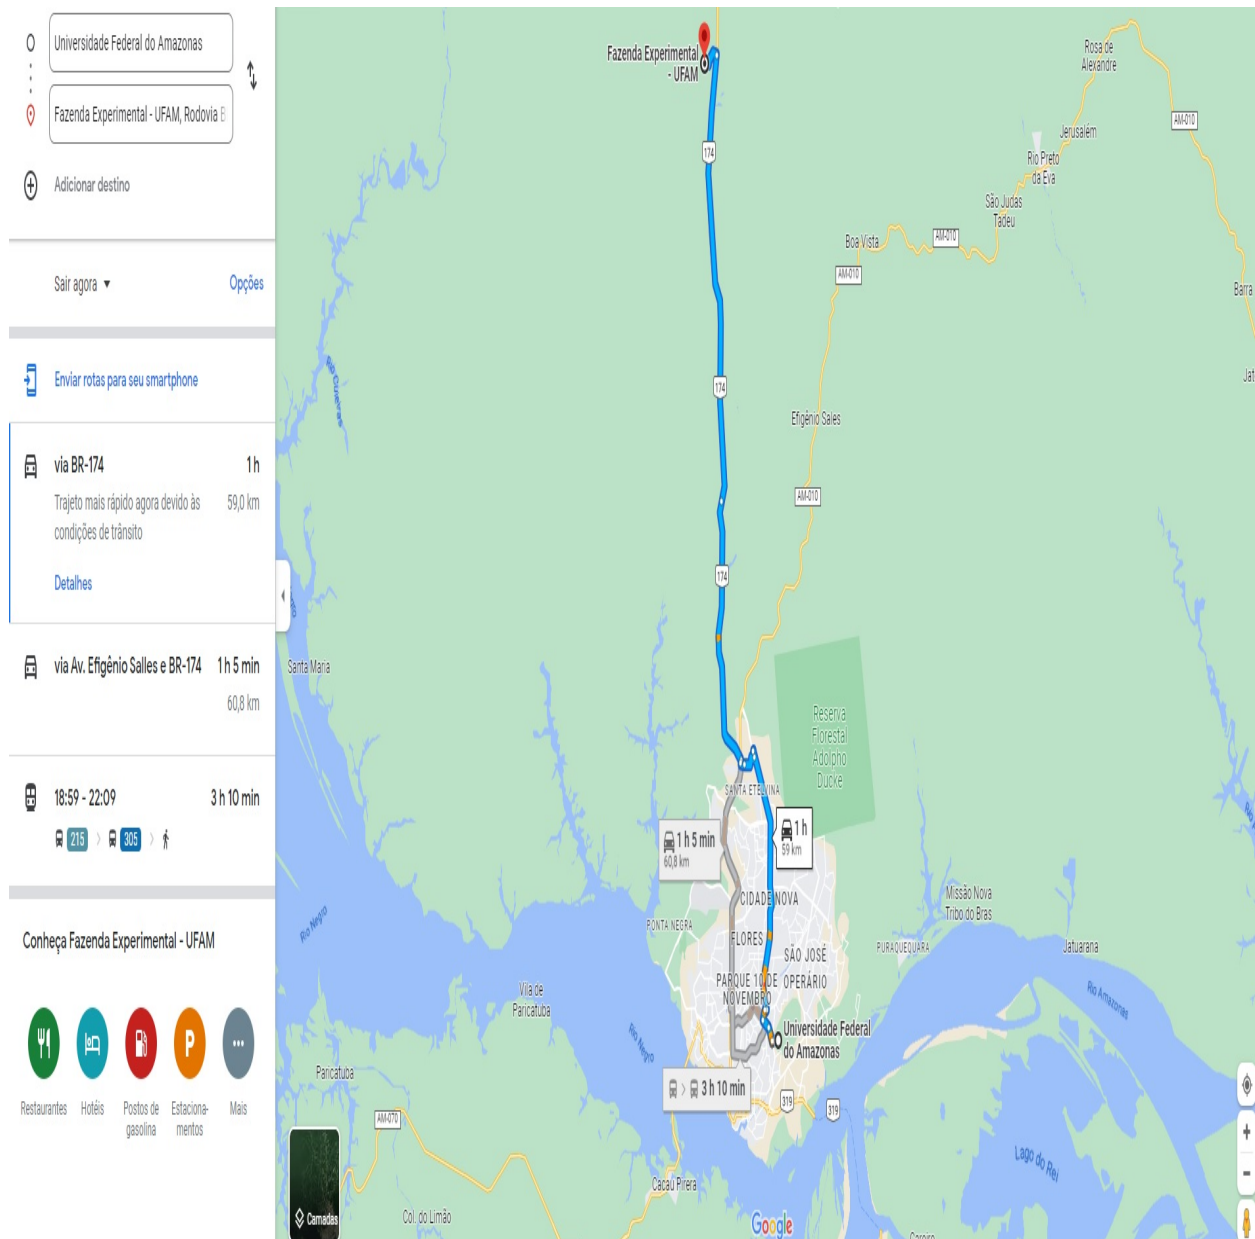 Universidade Federal do Amazonas
Fazenda Experimental - UFAM, Rodovia B
Adicionar destino
Sair agora
Opções
Enviar rotas para seu smartphone
via BR-174
1 h
Trajeto mais rápido agora devido às
59,0 km
condições de trânsito
Detalhes
via Av. Efigênio Salles e BR-174
1 h 5 min
60,8 km
18:59 - 22:09
3 h 10 min
215
305
Conheça Fazenda Experimental - UFAM
Restaurantes
Hotéis
Postos de
gasolina
Estaciona-
mentos
Mais
Fazenda Experimental
- UFAM
Rosa de
Alexandre
AM-010
Jerusalém
174
Rio Preto
da Eva
São Judas
Tadeu
AM-010
Boa Vista
AM-010
Barra
Rio Cuieiras
174
Jat
Efigênio Sales
AM-010
174
Santa Maria
Reserva
Florestal
Adolpho
Ducke
SANTA ETELVINA
1 h 5 min
60,8 km
1 h
59 km
CIDADE NOVA
Missão Nova
Tribo do Bras
Rio Negro
PONTA NEGRA
FLORES
SÃO JOSÉ
OPERÁRIO
PURAQUEQUARA
Jatuarana
PARQUE 10 DE
NOVEMBRO
Vila de
Paricatuba
Rio Amazonas
Universidade Federal
do Amazonas
Rio Negro
Paricatuba
3 h 10 min
319
319
AM-070
Lago do Rei
Cacau Pirera
Camadas
Col. do Limão
Google
Careiro